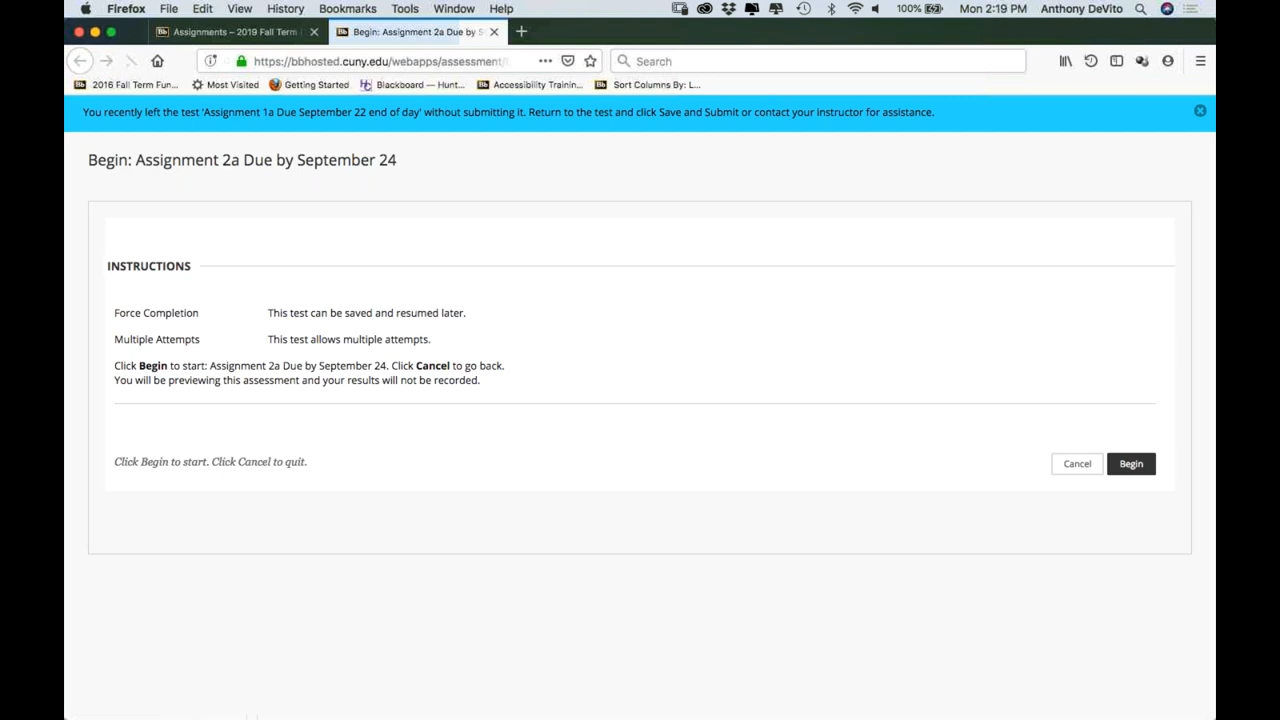 Firefox File Edit View History Bookmarks Tools Window Help 100% Mon 2:19 PM Anthony DeVito
Bb Assignments – 2019 Fall Term Bb Begin: Assignment 2a Due by S
https://bbhosted.cuny.edu/webapps/assessment/ Search
Bb 2016 Fall Term Fun... Most Visited Getting Started Blackboard — Hunt... Bb Accessibility Trainin... Bb Sort Columns By: L...
You recently left the test 'Assignment 1a Due September 22 end of day' without submitting it. Return to the test and click Save and Submit or contact your instructor for assistance.
Begin: Assignment 2a Due by September 24
INSTRUCTIONS
Force Completion This test can be saved and resumed later.
Multiple Attempts This test allows multiple attempts.
Click Begin to start: Assignment 2a Due by September 24. Click Cancel to go back.
You will be previewing this assessment and your results will not be recorded.
Click Begin to start. Click Cancel to quit. Cancel Begin